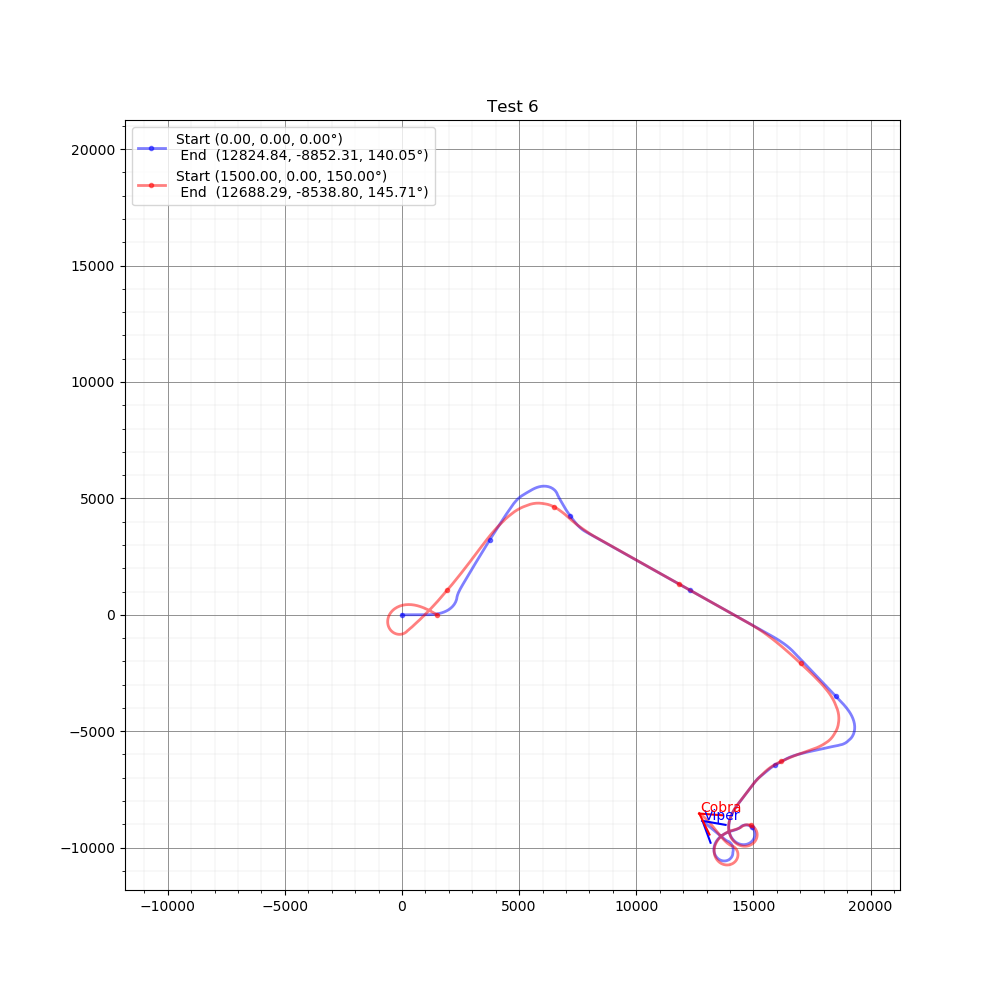 Test 6
Start (0.00, 0.00, 0.00°)
End (12824.84, -8852.31, 140.05°)
Start (1500.00, 0.00, 150.00°)
End (12688.29, -8538.80, 145.71°)
20000
15000
10000
5000
0
−5000
−10000
Cobra
Viper
−10000 −5000 0 5000 10000 15000 20000